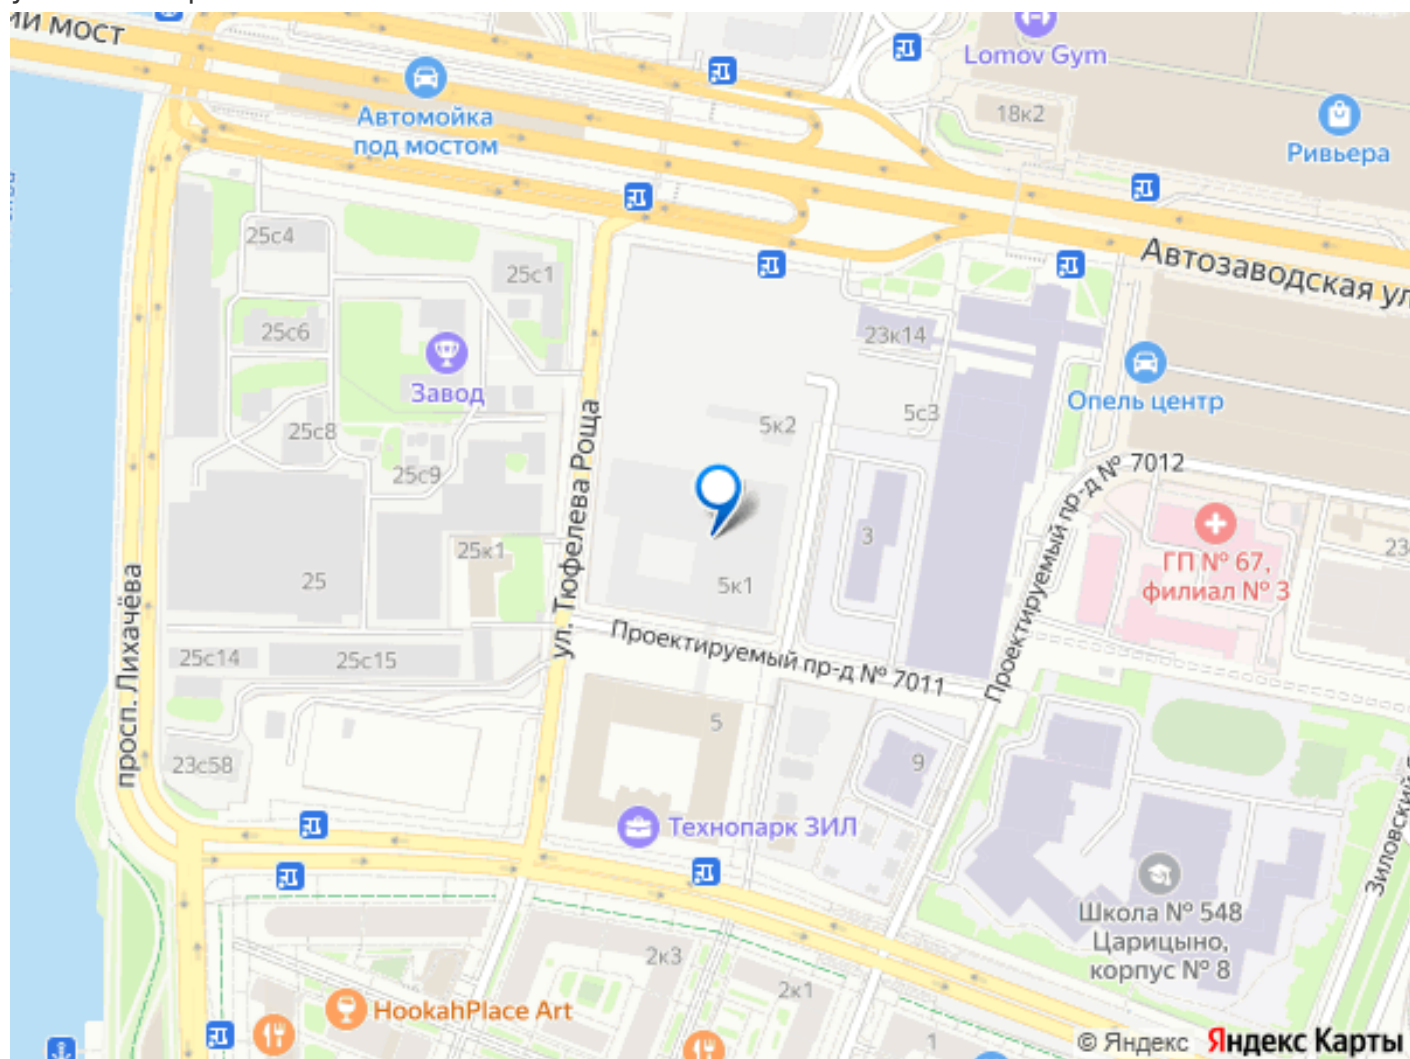 ий мост
Lomov Gym
Автомойка
под мостом
18к2
Ривьера
25с4
25с1
Автозаводская ул
25с6
23к14
Завод
Опель центр
5с3
5к2
25с8
25с9
ул. Тюфелева Роща
Проектируемый пр-д № 7012
3
25к1
25
5к1
ГП № 67,
филиал № 3
23
просп. Лихачёва
Проектируемый пр-д № 7011
25с14
25с15
5
9
23с58
Технопарк ЗИЛ
Зиловский
Школа № 548
Царицыно,
корпус № 8
2к3
2к1
HookahPlace Art
1
© Яндекс Яндекс Карты